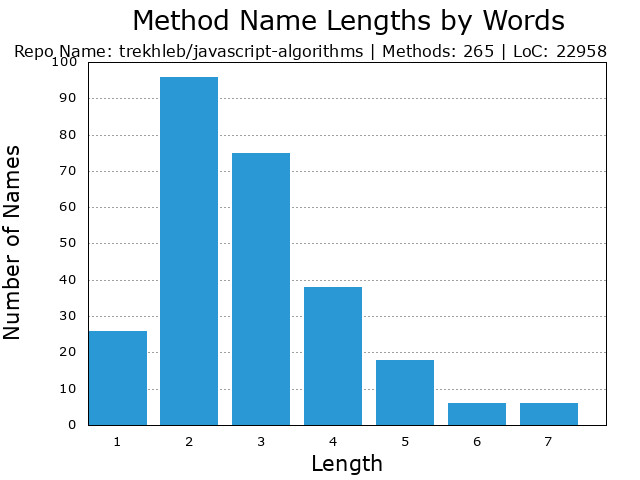 Method Name Lengths by Words
Repo Name: trekhleb/javascript-algorithms | Methods: 265 | LoC: 22958
100
90
80
70
60
50
40
30
20
10
0
Number of Names
1 2 3 4 5 6 7
Length